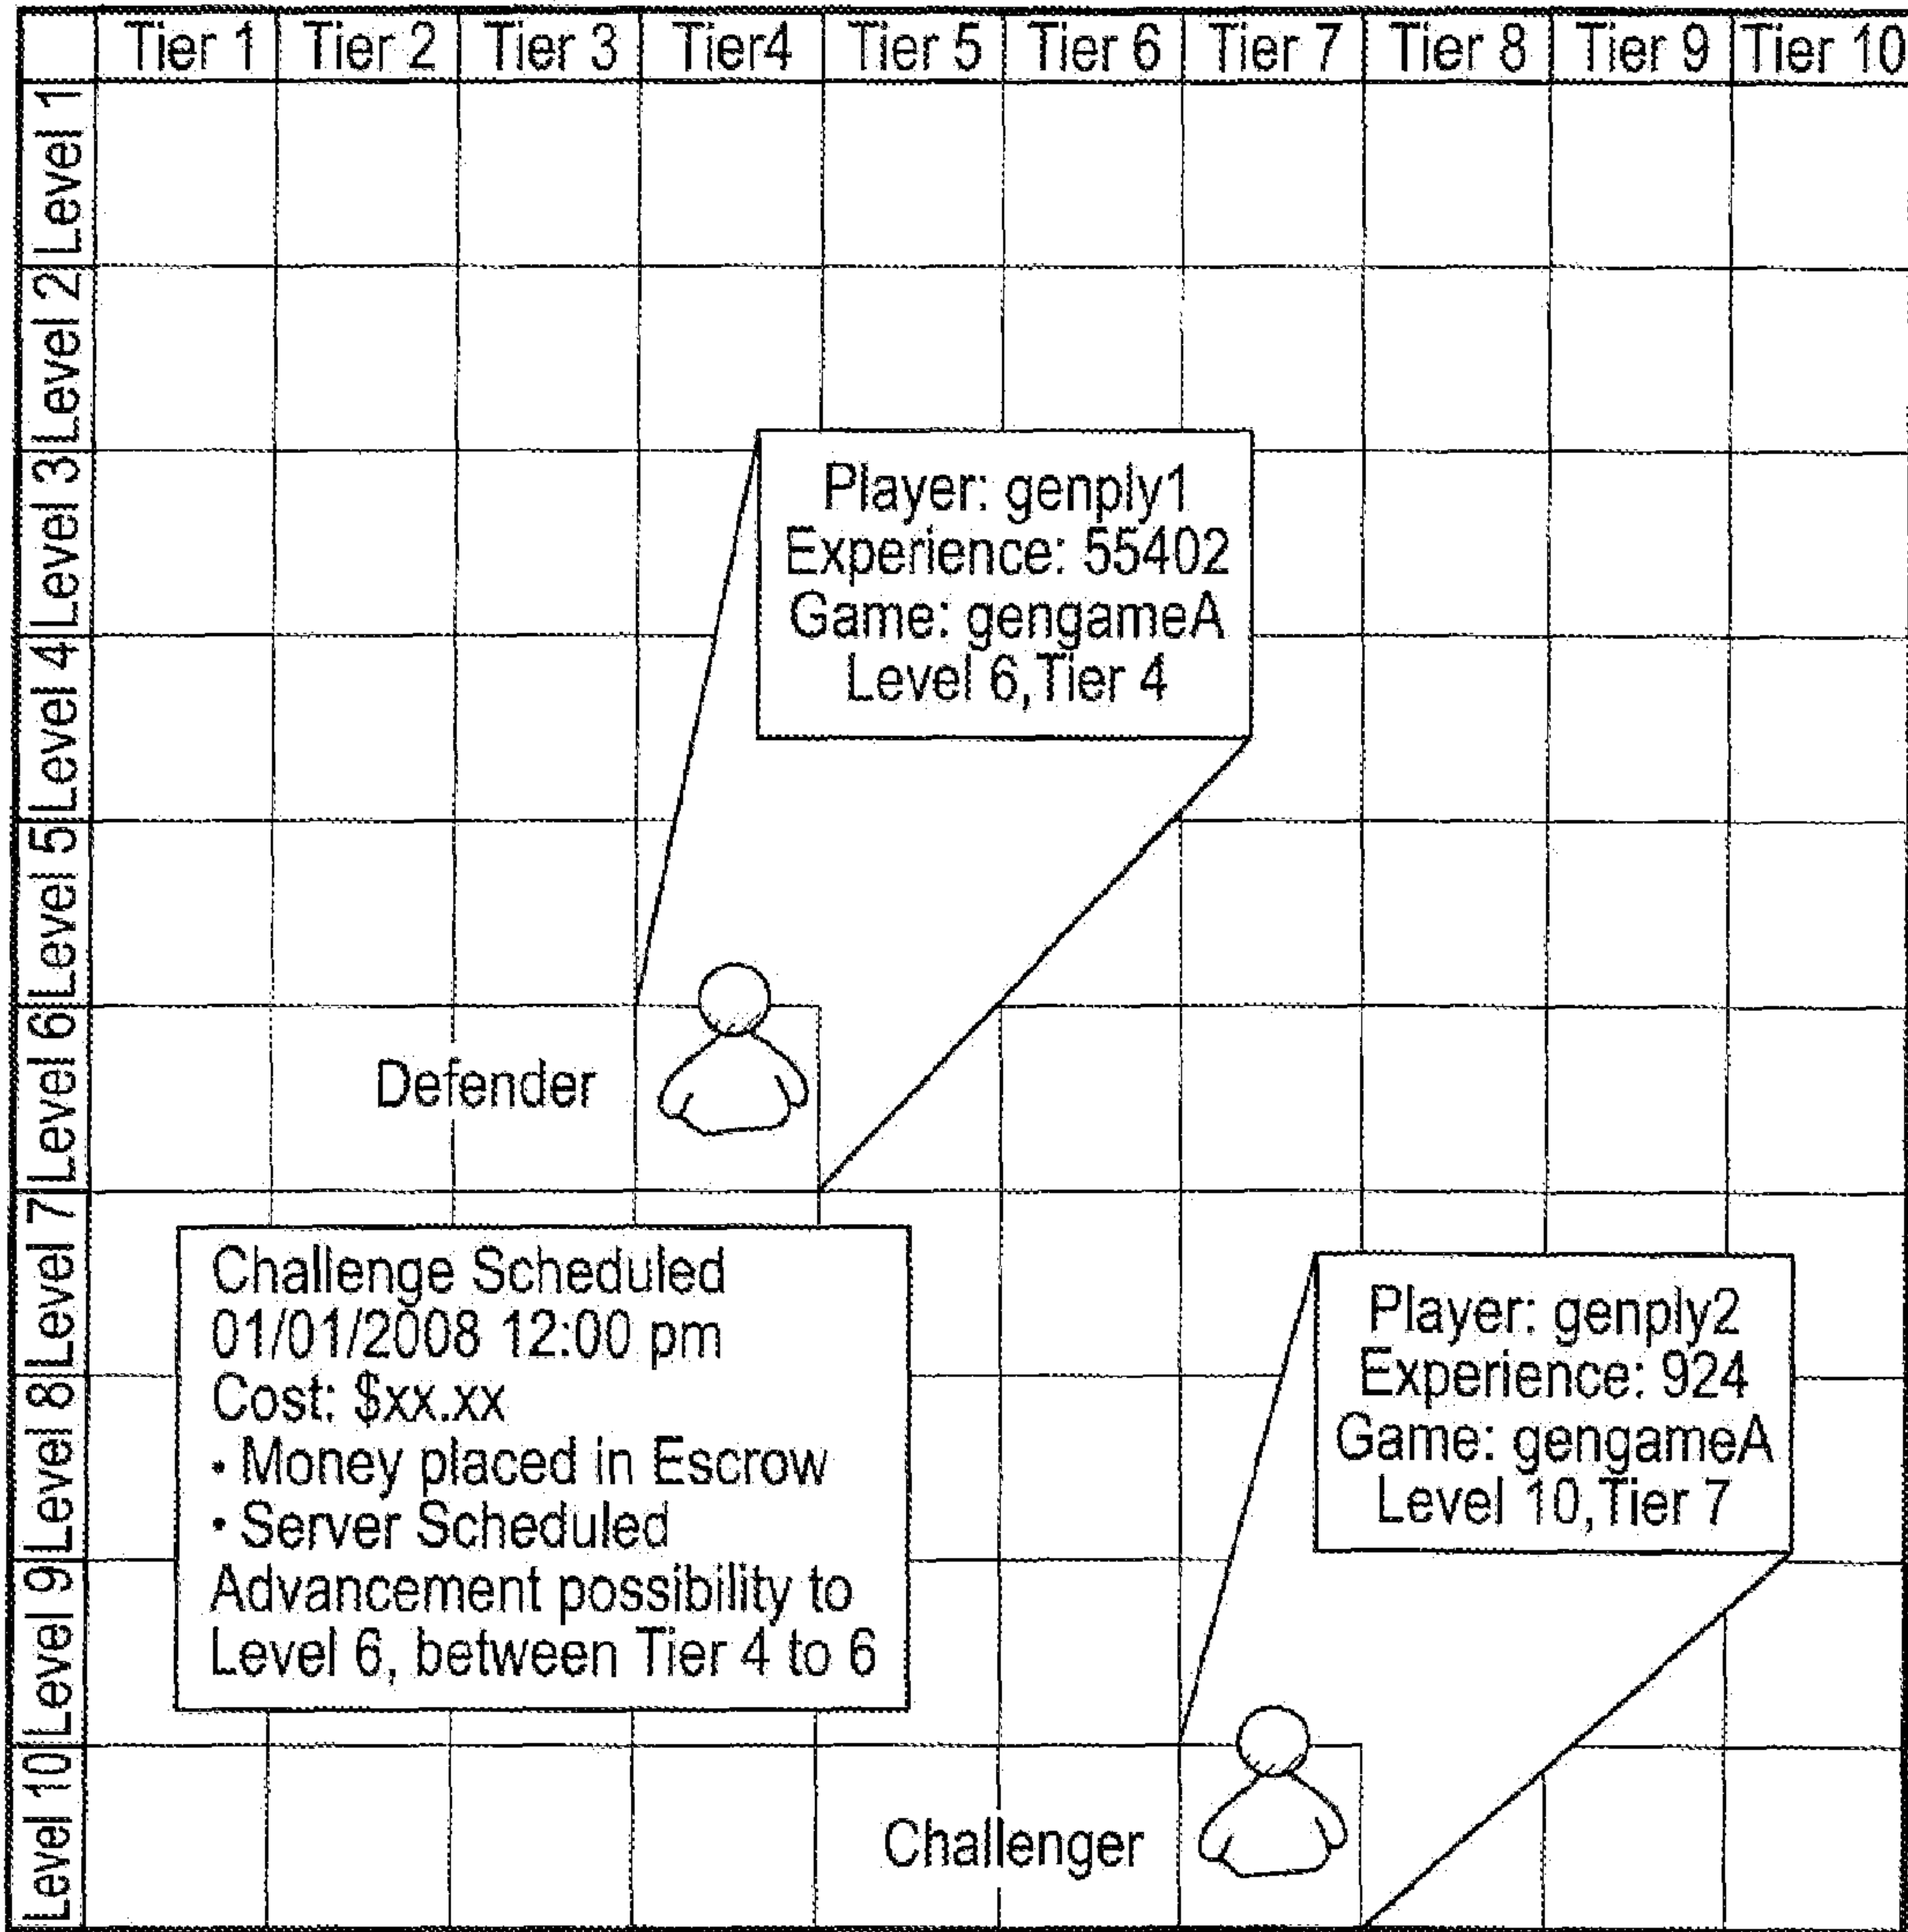 Tier 1 Tier 2 Tier 3 Tier4 Tier 5 Tier 6 Tier 7 Tier 8 Tier 9 Tier 10
Level 1
Level 2
Level 3
Level 4
Level 5
Level 6
Level 7
Level 8
Level 9
Level 10
Player: genply1
Experience: 55402
Game: gengameA
Level 6,Tier 4
Defender
Challenge Scheduled
01/01/2008 12:00 pm
Cost: $xx.xx
• Money placed in Escrow
• Server Scheduled
Advancement possibility to
Level 6, between Tier 4 to 6
Player: genply2
Experience: 924
Game: gengameA
Level 10,Tier 7
Challenger